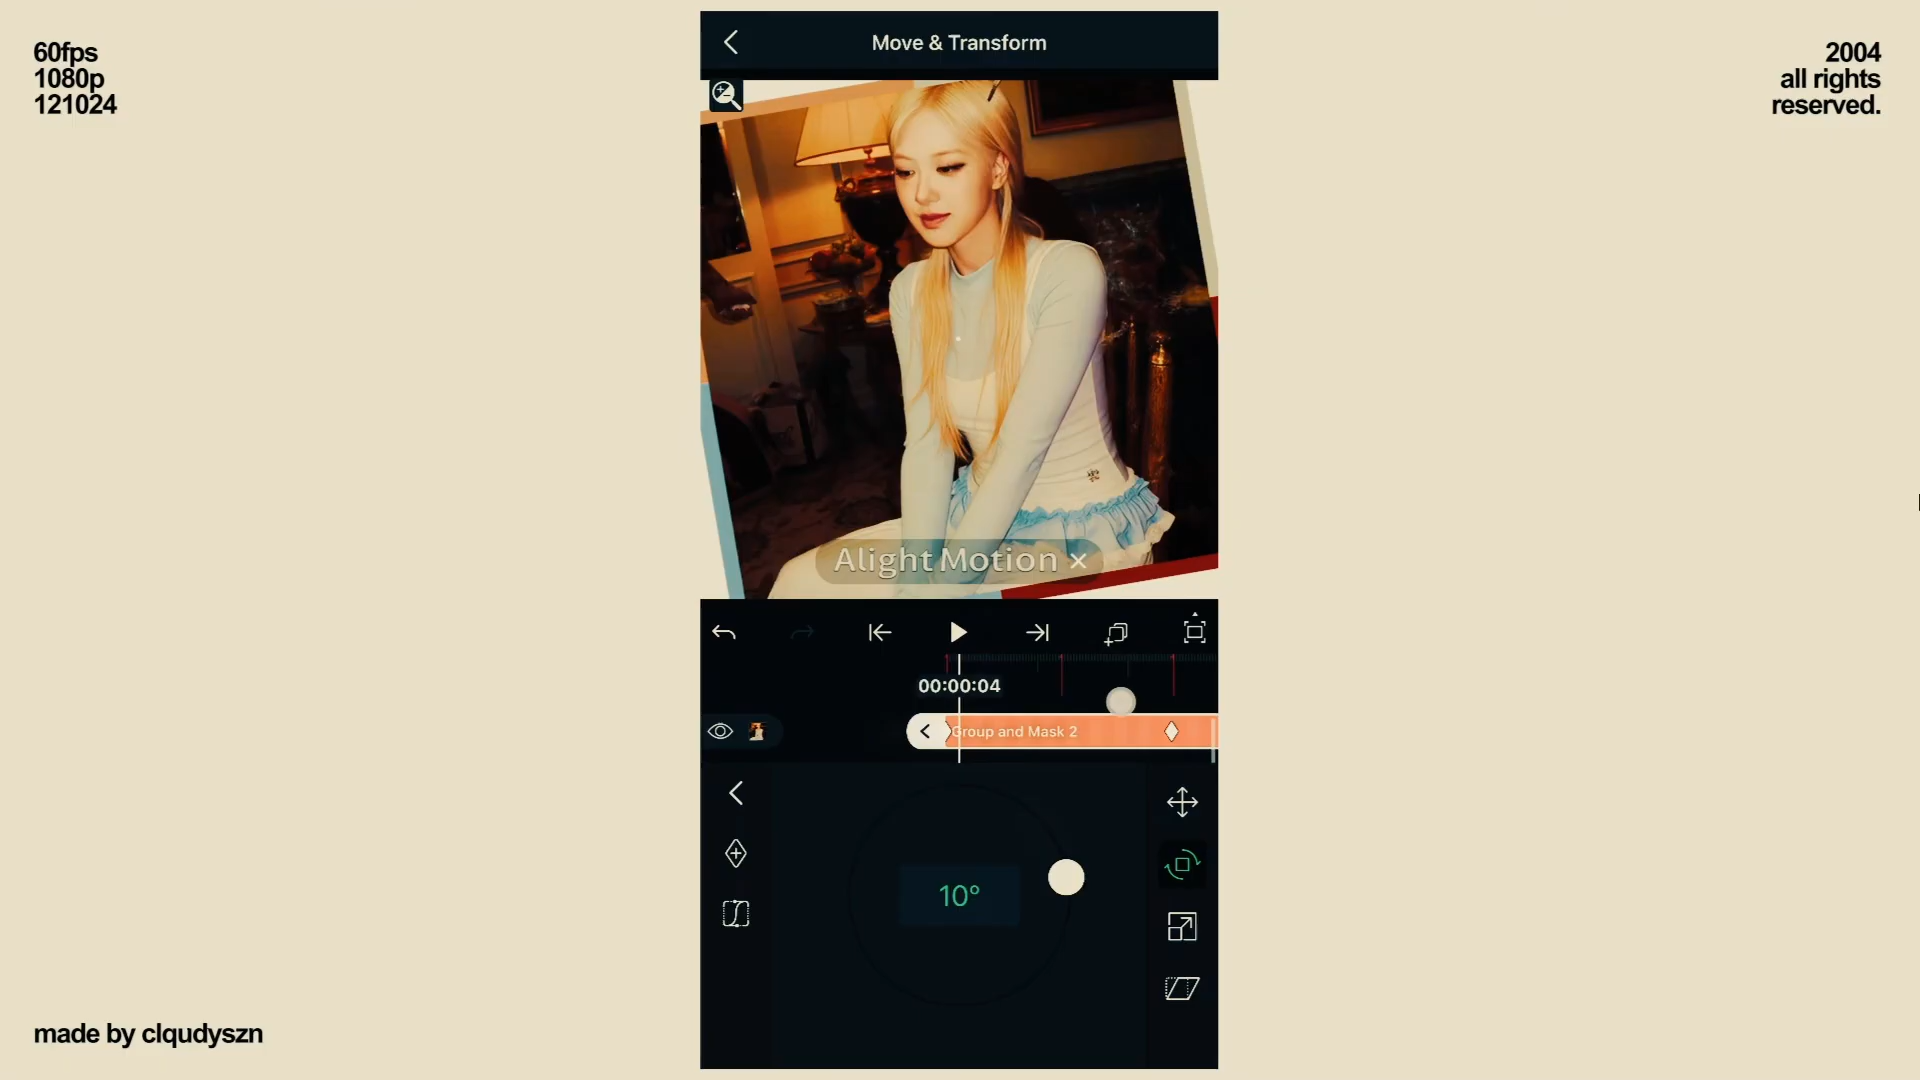 60fps
1080p
121024
2004
all rights
reserved.
Move & Transform
Alight Motion ×
00:00:04
Group and Mask 2
10°
made by clqudyszn